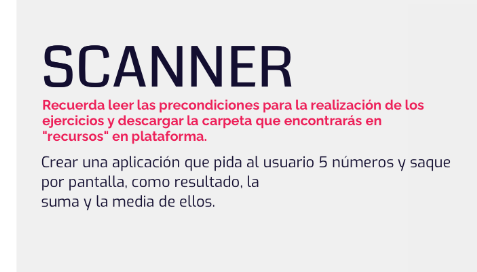 SCANNER
Recuerda leer las precondiciones para la realización de los
ejercicios y descargar la carpeta que encontrarás en
"recursos" en plataforma.
Crear una aplicación que pida al usuario 5 números y saque
por pantalla, como resultado, la
suma y la media de ellos.